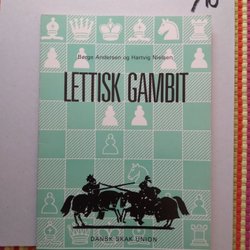 Børge Andersen og Hartvig Nielsen
LETTISK GAMBIT
DANSK SKAK UNION